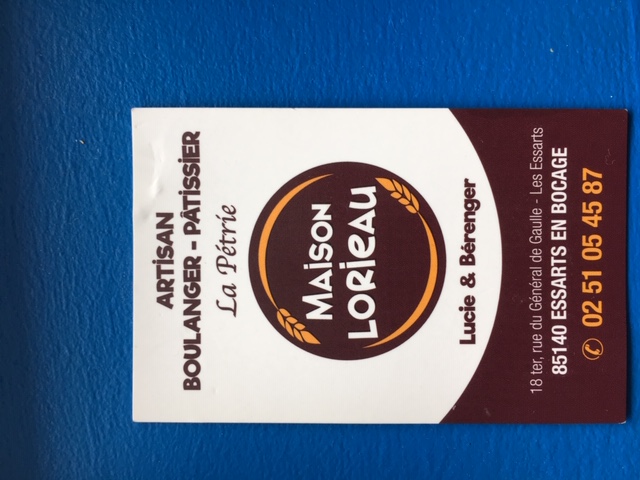 ARTISAN
BOULANGER - PÂTISSIER
La Pétrie
MAISON
LORIEAU
Lucie & Bérenger
18 ter, rue du Général de Gaulle - Les Essarts
85140 ESSARTS EN BOCAGE
✆ 02 51 05 45 87